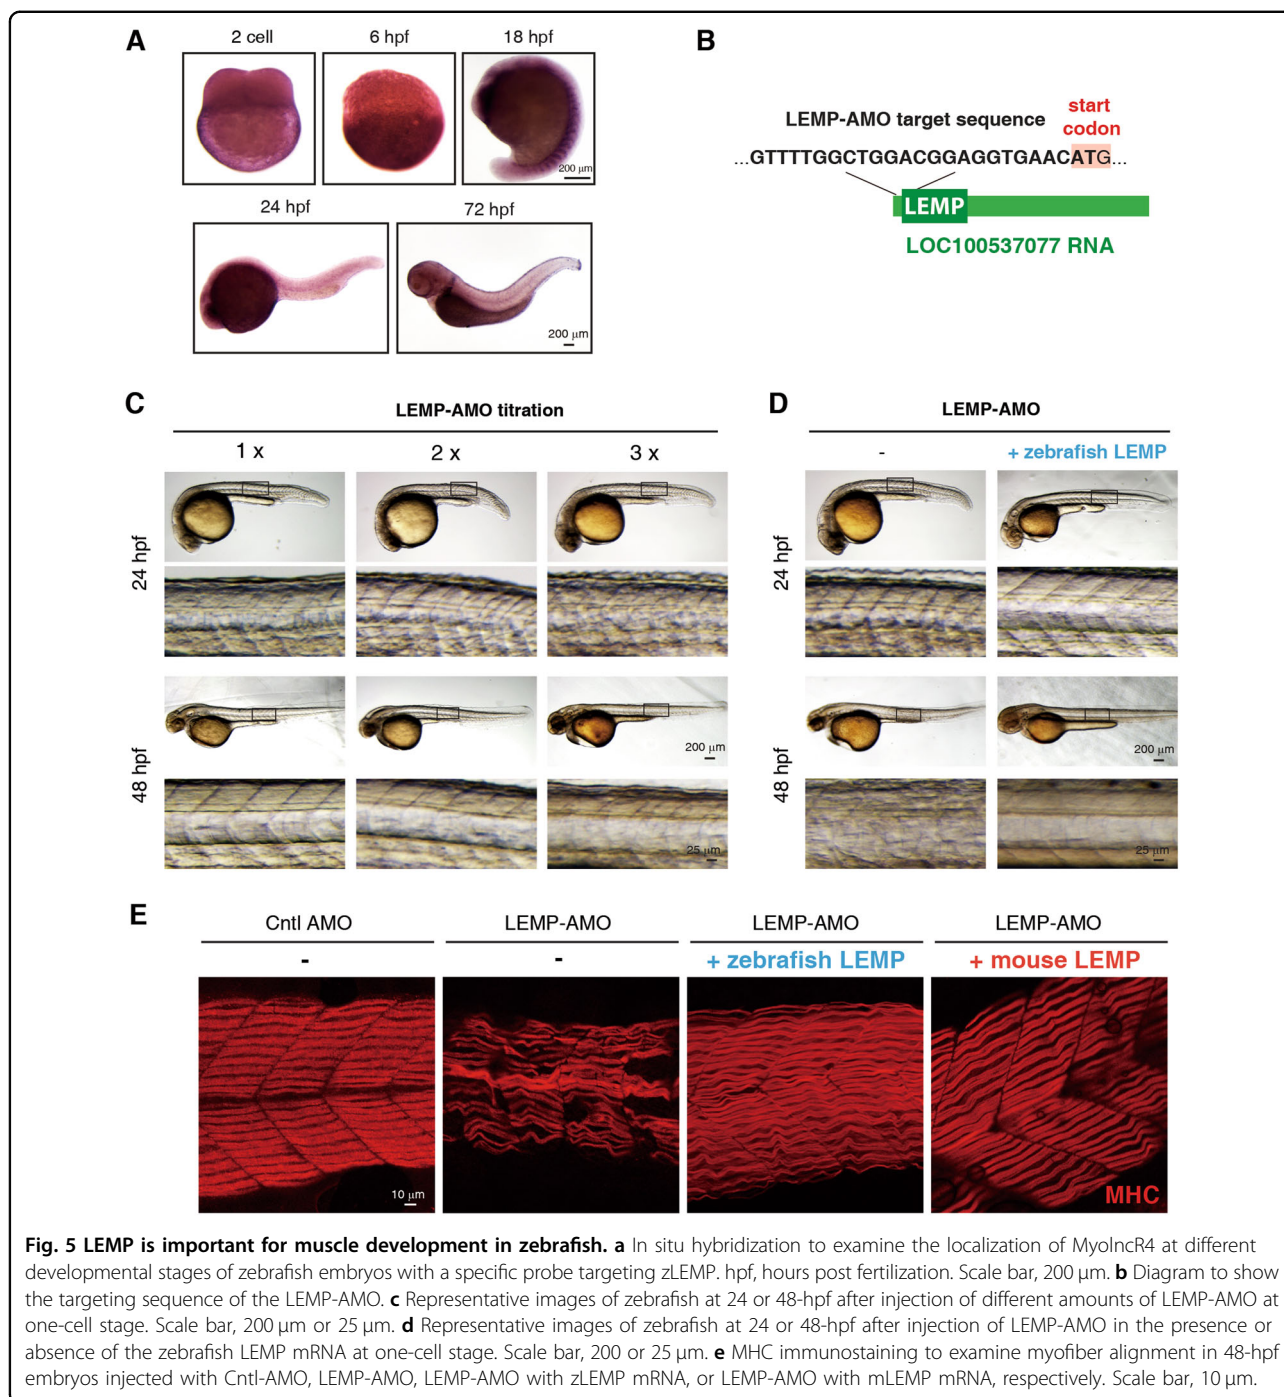 A
2 cell
6 hpf
18 hpf
200 µm
24 hpf
72 hpf
200 µm
B
LEMP-AMO target sequence
start
codon
...GTTTTGGCTGGACGGAGGTGAACATG...
LEMP
LOC100537077 RNA
C
LEMP-AMO titration
1 x
2 x
3 x
24 hpf
48 hpf
200 µm
25 µm
D
LEMP-AMO
-
+ zebrafish LEMP
24 hpf
48 hpf
200 µm
25 µm
E
Cntl AMO
LEMP-AMO
LEMP-AMO
LEMP-AMO
-
-
+ zebrafish LEMP
+ mouse LEMP
10 µm
MHC
Fig. 5 LEMP is important for muscle development in zebrafish. a In situ hybridization to examine the localization of MyolncR4 at different
developmental stages of zebrafish embryos with a specific probe targeting zLEMP. hpf, hours post fertilization. Scale bar, 200 µm. b Diagram to show
the targeting sequence of the LEMP-AMO. c Representative images of zebrafish at 24 or 48-hpf after injection of different amounts of LEMP-AMO at
one-cell stage. Scale bar, 200 µm or 25 µm. d Representative images of zebrafish at 24 or 48-hpf after injection of LEMP-AMO in the presence or
absence of the zebrafish LEMP mRNA at one-cell stage. Scale bar, 200 or 25 µm. e MHC immunostaining to examine myofiber alignment in 48-hpf
embryos injected with Cntl-AMO, LEMP-AMO, LEMP-AMO with zLEMP mRNA, or LEMP-AMO with mLEMP mRNA, respectively. Scale bar, 10 µm.